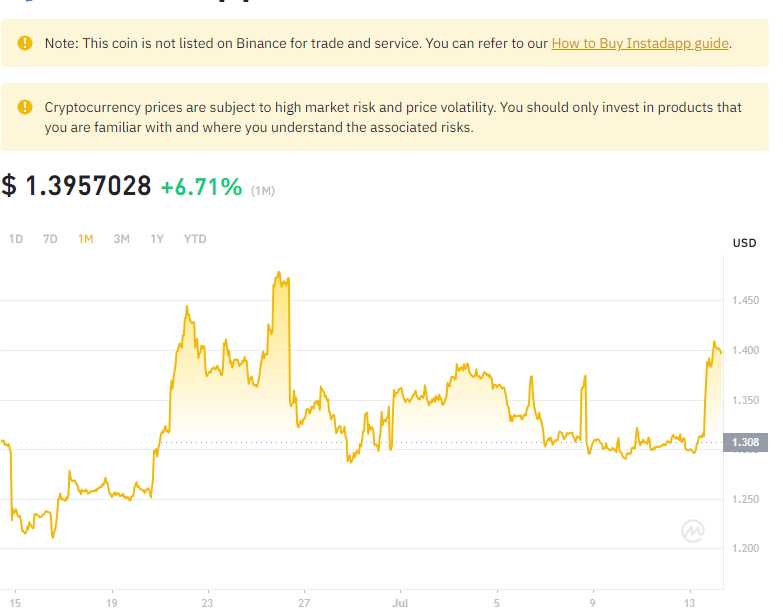 Note: This coin is not listed on Binance for trade and service. You can refer to our How to Buy Instadapp guide.
Cryptocurrency prices are subject to high market risk and price volatility. You should only invest in products that
you are familiar with and where you understand the associated risks.
$ 1.3957028 +6.71% (1M)
1D 7D 1M 3M 1Y YTD
USD
1.450
1.400
1.350
1.308
1.250
1.200
15 19 23 27 Jul 5 9 13